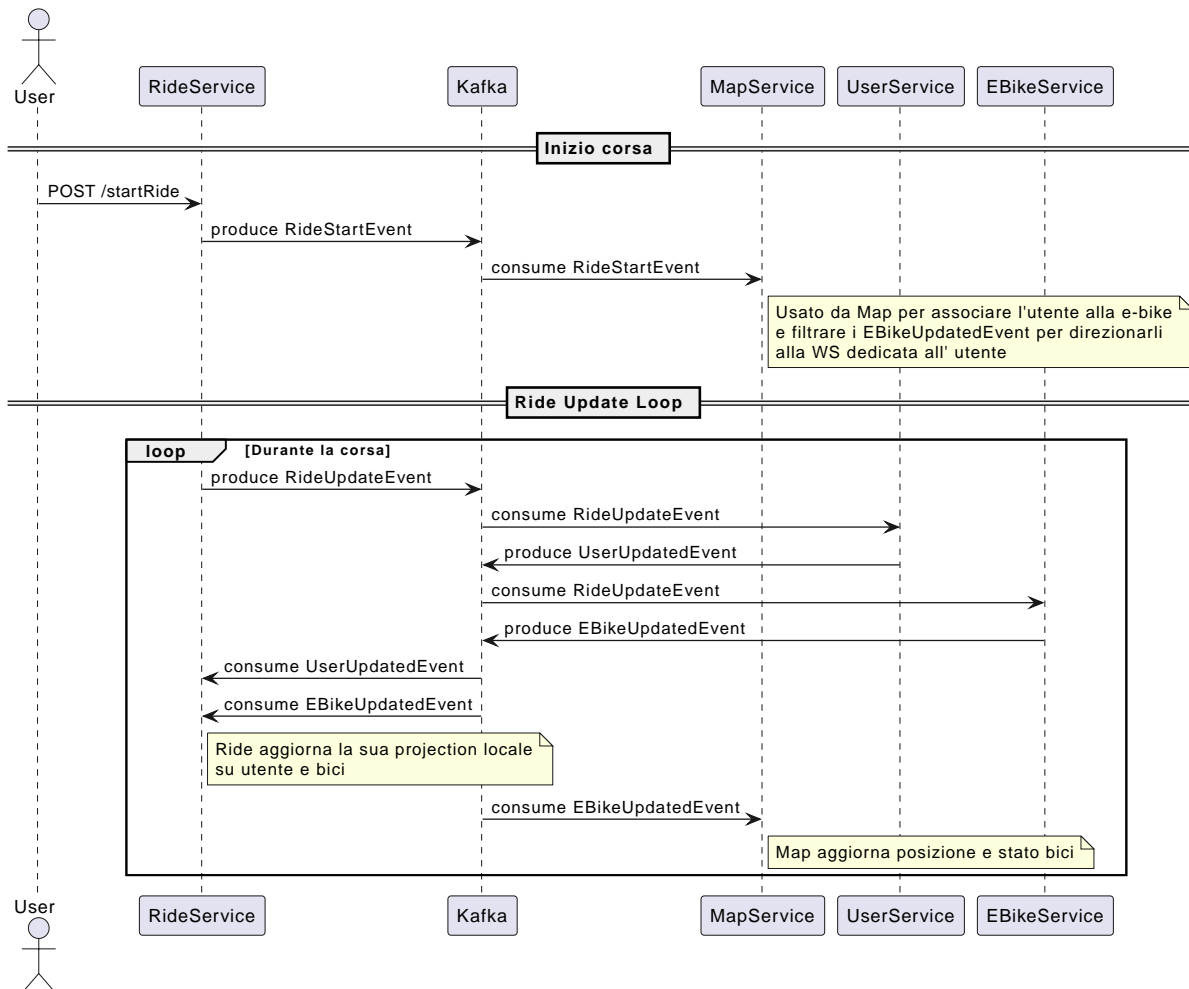 User
RideService
Kafka
MapService
UserService
EBikeService
Inizio corsa
POST /startRide
produce RideStartEvent
consume RideStartEvent
Usato da Map per associare l'utente alla e-bike
e filtrare i EBikeUpdatedEvent per direzionarli
alla WS dedicata all' utente
Ride Update Loop
loop
[Durante la corsa]
produce RideUpdateEvent
consume RideUpdateEvent
produce UserUpdatedEvent
consume RideUpdateEvent
produce EBikeUpdatedEvent
consume UserUpdatedEvent
consume EBikeUpdatedEvent
Ride aggiorna la sua projection locale
su utente e bici
consume EBikeUpdatedEvent
Map aggiorna posizione e stato bici
User
RideService
Kafka
MapService
UserService
EBikeService